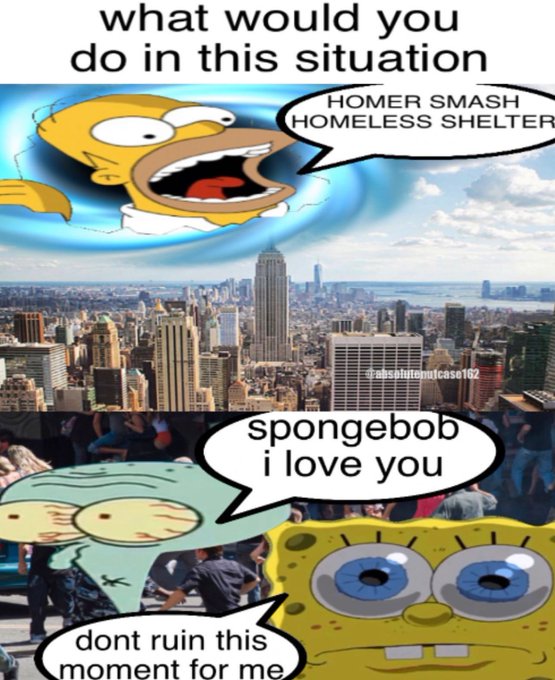 what would you
do in this situation
HOMER SMASH
HOMELESS SHELTER
@absolutenutcase162
spongebob
i love you
dont ruin this
moment for me